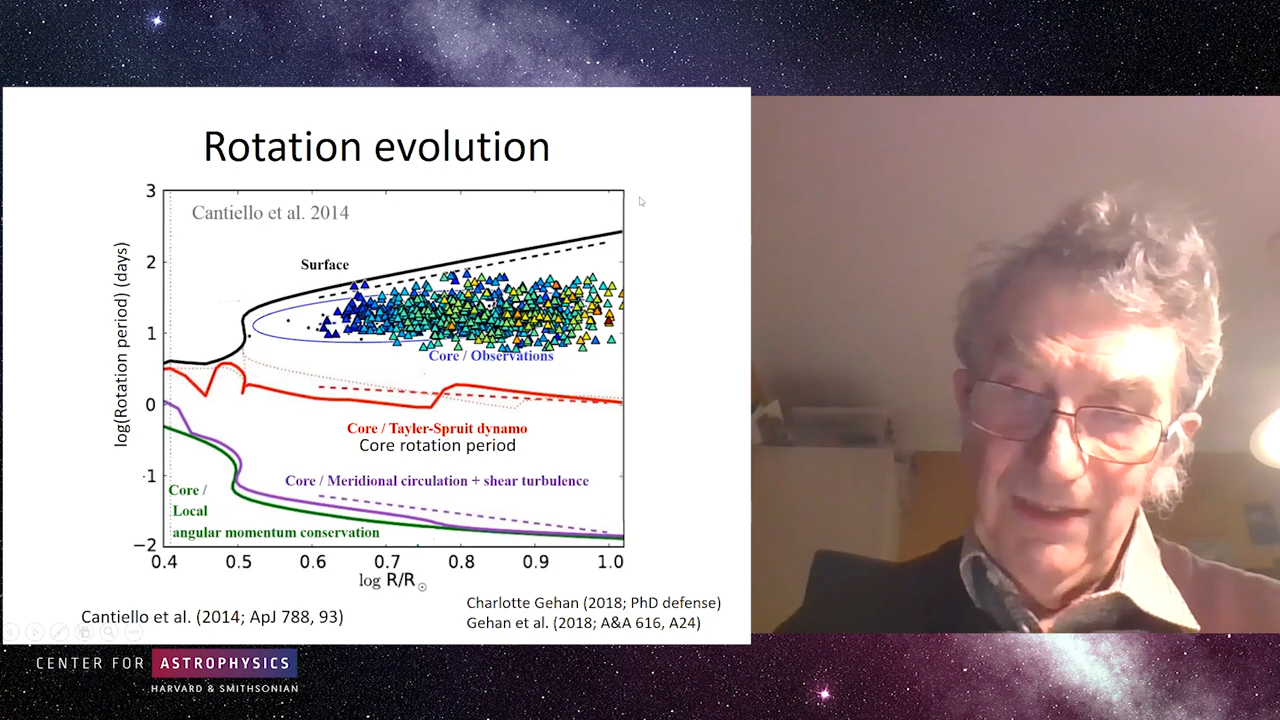 Rotation evolution
Cantiello et al. 2014
log(Rotation period) (days)
3
2
1
0
-1
−2
Surface
Core / Observations
Core / Tayler-Spruit dynamo
Core rotation period
Core / Meridional circulation + shear turbulence
Core /
Local
angular momentum conservation
0.4 0.5 0.6 0.7 0.8 0.9 1.0
log R/R☉
Cantiello et al. (2014; ApJ 788, 93)
Charlotte Gehan (2018; PhD defense)
Gehan et al. (2018; A&A 616, A24)
CENTER FOR ASTROPHYSICS
HARVARD & SMITHSONIAN